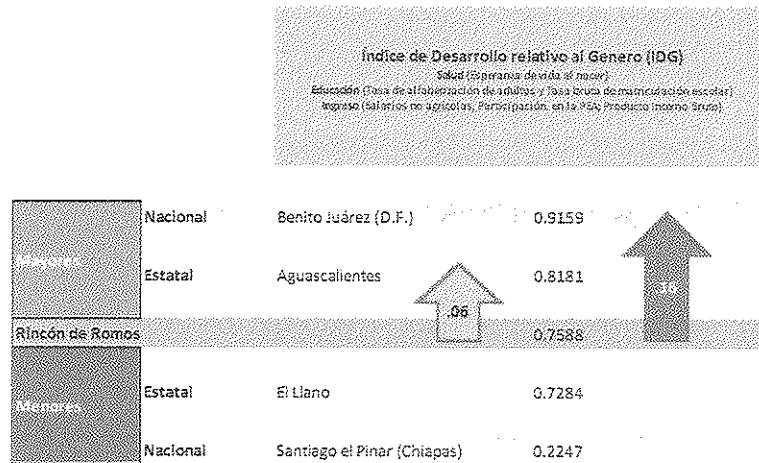 Índice de Desarrollo relativo al Genero (IDG)
Salud (Esperanza de vida al nacer)
Educación (Tasa de alfabetización de adultos y Tasa bruta de matriculación escolar)
Ingreso (Salarios no agrícolas, Participación en la PEA; Producto Interno Bruto)
Mayores
Nacional Benito Juárez (D.F.) 0.9159
Estatal Aguascalientes 0.8181
.06 .16
Rincón de Romos 0.7588
Menores
Estatal El Llano 0.7284
Nacional Santiago el Pinar (Chiapas) 0.2247